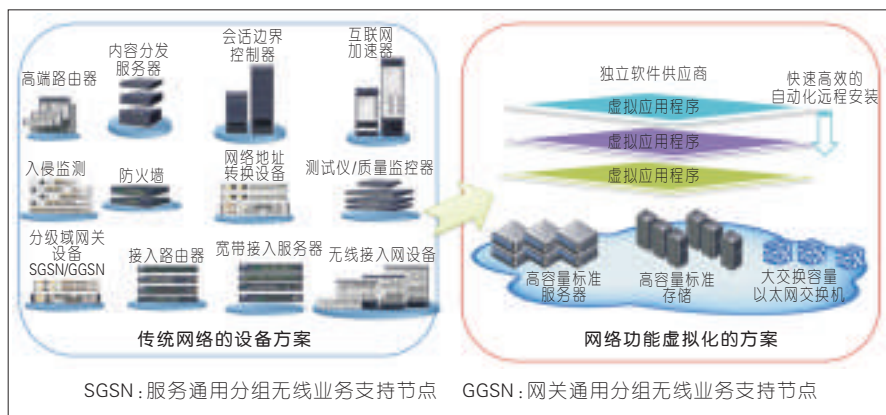 高端路由器
内容分发
服务器
会话边界
控制器
互联网
加速器
入侵监测
防火墙
网络地址
转换设备
测试仪/质量监控器
分级域网关
设备
SGSN/GGSN
接入路由器
宽带接入服务器
无线接入网设备
传统网络的设备方案
独立软件供应商
快速高效的
自动化远程安装
虚拟应用程序
虚拟应用程序
虚拟应用程序
高容量标准
服务器
高容量标准
存储
大交换容量
以太网交换机
网络功能虚拟化的方案
SGSN:服务通用分组无线业务支持节点 GGSN:网关通用分组无线业务支持节点